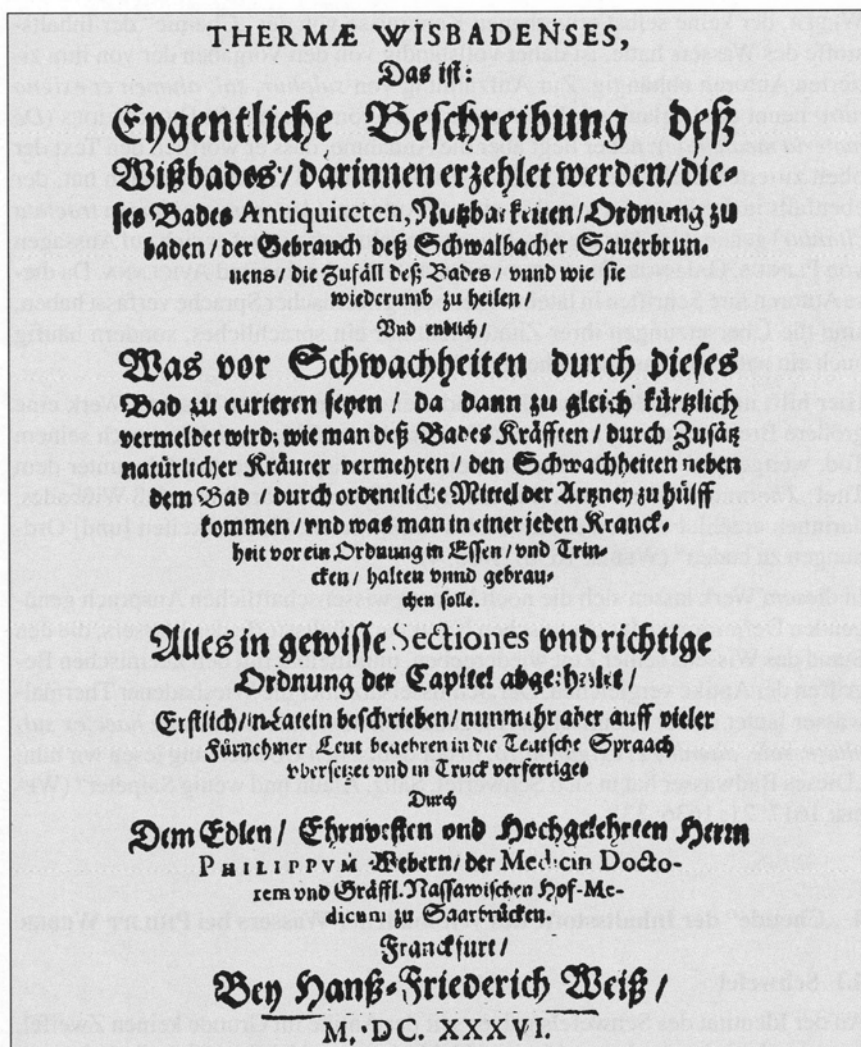 THERMÆ WISBADENSES,
Das ist:
Eygentliche Beschreibung deß
Wißbades / darinnen erzehlet werden / die-
ses Bades Antiquiteten, Nutzbarkeiten / Ordnung zu
baden / der Gebrauch deß Schwalbacher Sauerbrun-
nens / die Zufäll deß Bades / vnnd wie sie
wiederumb zu heilen /
Vnd endlich /
Was vor Schwachheiten durch dieses
Bad zu curieren seyen / da dann zu gleich kürtzlich
vermeldet wird; wie man deß Bades Kräfften / durch Zusätz
natürlicher Kräuter vermehren / den Schwachheiten neben
dem Bad / durch ordentliche Mittel der Artzney zu hülff
kommen / vnd was man in einer jeden Kranck-
heit vor ein Ordnung in Essen / vnd Trin-
cken / halten vnnd gebrau-
chen solle.
Alles in gewisse Sectiones vnd richtige
Ordnung der Capitel abgetheilet /
Erstlich / in Latein beschrieben / nunmehr aber auff vieler
Fürnehmer Leut begehren in die Teutsche Spraach
vbersetzet vnd in Truck verfertiget
Durch
Dem Edlen / Ehrnvesten vnd Hochgelehrten Herrn
PHILIPPVM Webern / der Medicin Docto-
rem vnd Gräffl. Nassawischen Hof-Me-
dicum zu Saarbrücken.
Franckfurt /
Bey Hanß-Friederich Weiß /
M. DC. XXXVI.